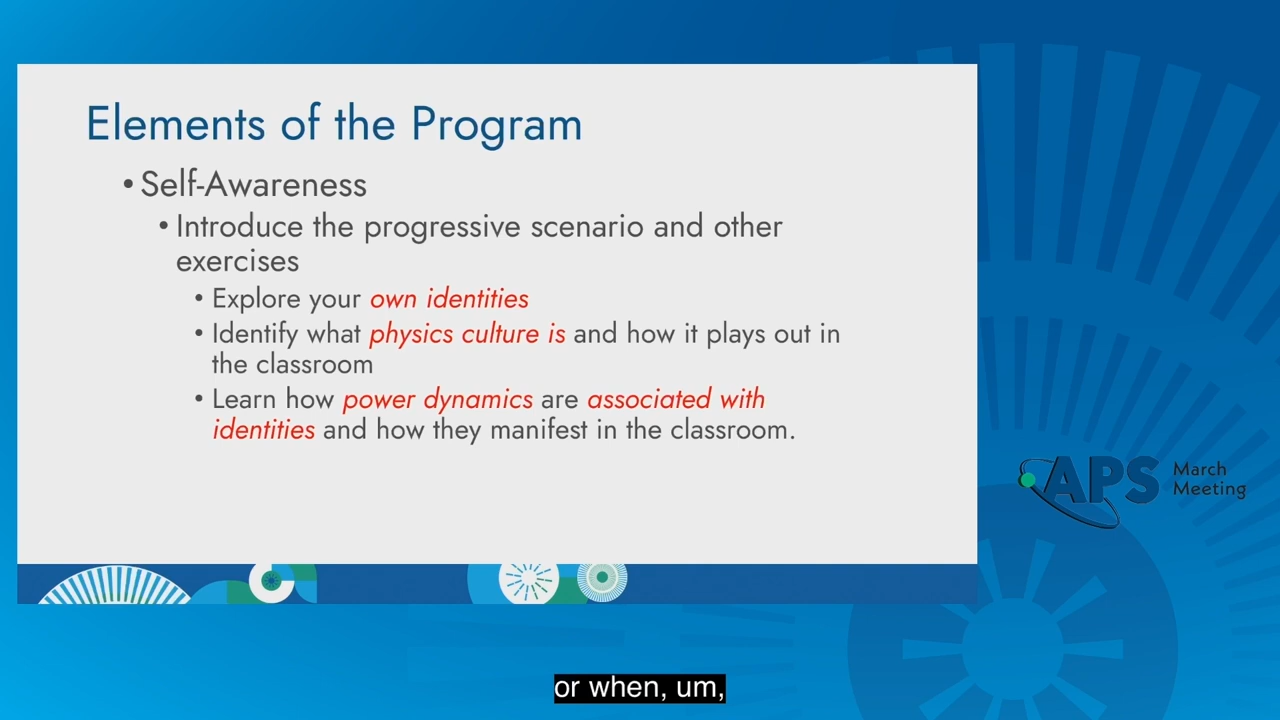 Elements of the Program
• Self-Awareness
• Introduce the progressive scenario and other
exercises
• Explore your own identities
• Identify what physics culture is and how it plays out in
the classroom
• Learn how power dynamics are associated with
identities and how they manifest in the classroom.
APS March
Meeting
or when, um,